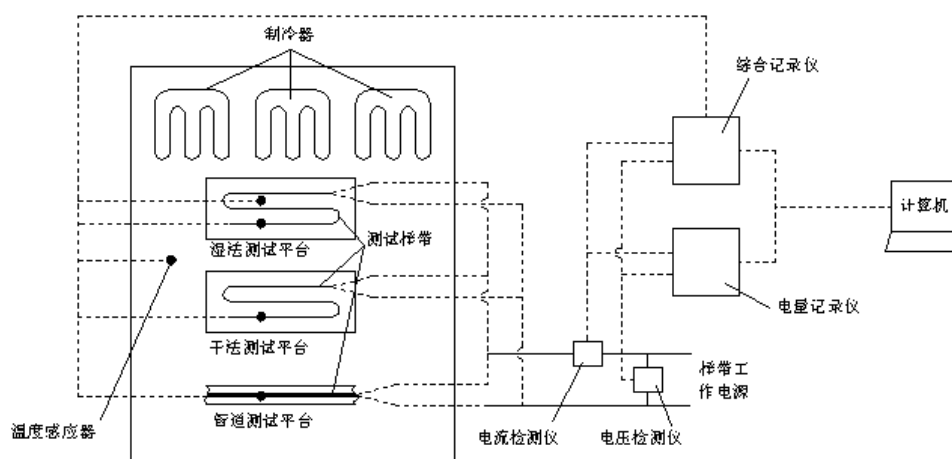 制冷器
综合记录仪
计算机
湿法测试平台
测试样带
电量记录仪
干法测试平台
样带工
作电源
管道测试平台
温度感应器
电流检测仪
电压检测仪